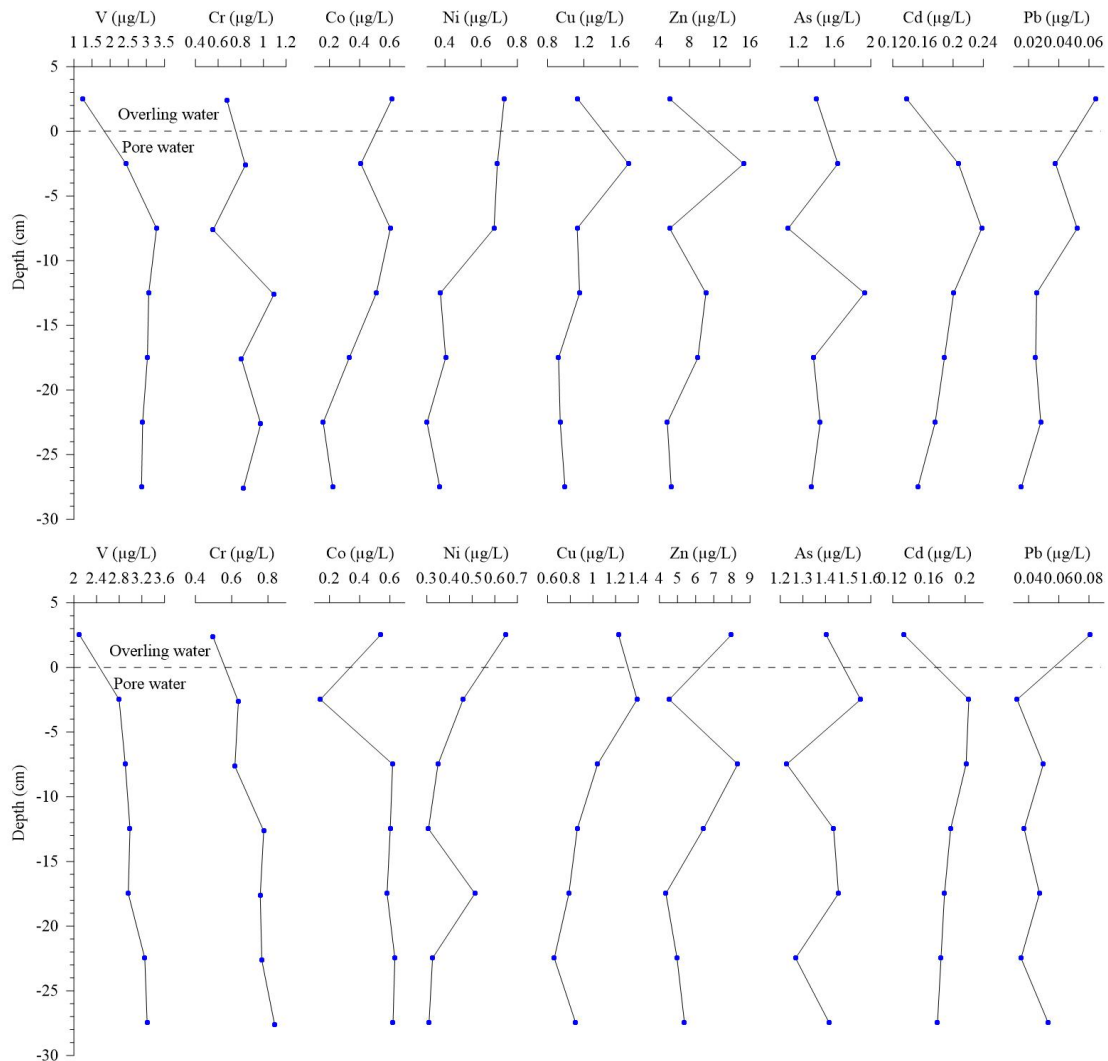 V (µg/L) Cr (µg/L) Co (µg/L) Ni (µg/L) Cu (µg/L) Zn (µg/L) As (µg/L) Cd (µg/L) Pb (µg/L)
1 1.5 2 2.5 3 3.5 0.4 0.6 0.8 1 1.2 0.2 0.4 0.6 0.4 0.6 0.8 0.8 1.2 1.6 4 8 12 16 1.2 1.6 2 0.12 0.16 0.2 0.24 0.02 0.04 0.06
5
Overling water
0
Pore water
-5
-10
Depth (cm)
-15
-20
-25
-30
V (µg/L) Cr (µg/L) Co (µg/L) Ni (µg/L) Cu (µg/L) Zn (µg/L) As (µg/L) Cd (µg/L) Pb (µg/L)
2 2.4 2.8 3.2 3.6 0.4 0.6 0.8 0.2 0.4 0.6 0.3 0.4 0.5 0.6 0.7 0.6 0.8 1 1.2 1.4 4 5 6 7 8 9 1.2 1.3 1.4 1.5 1.6 0.12 0.16 0.2 0.04 0.06 0.08
5
Overling water
0
Pore water
-5
-10
Depth (cm)
-15
-20
-25
-30